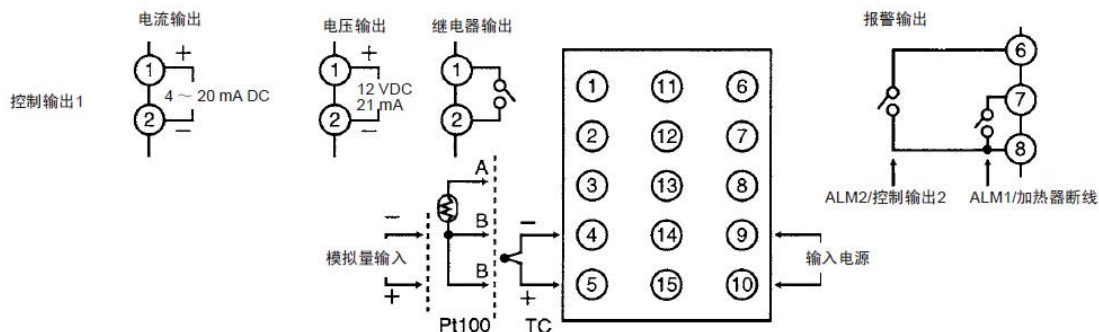 电流输出
电压输出
继电器输出
报警输出
控制输出1
1
+
4 ~ 20 mA DC
2
−
1
+
12 VDC
21 mA
2
−
1
2
1 11 6
2 12 7
3 13 8
4 14 9
5 15 10
6
7
8
ALM2/控制输出2
ALM1/加热器断线
A
B
B
−
模拟量输入
+
−
+
Pt100
TC
输入电源